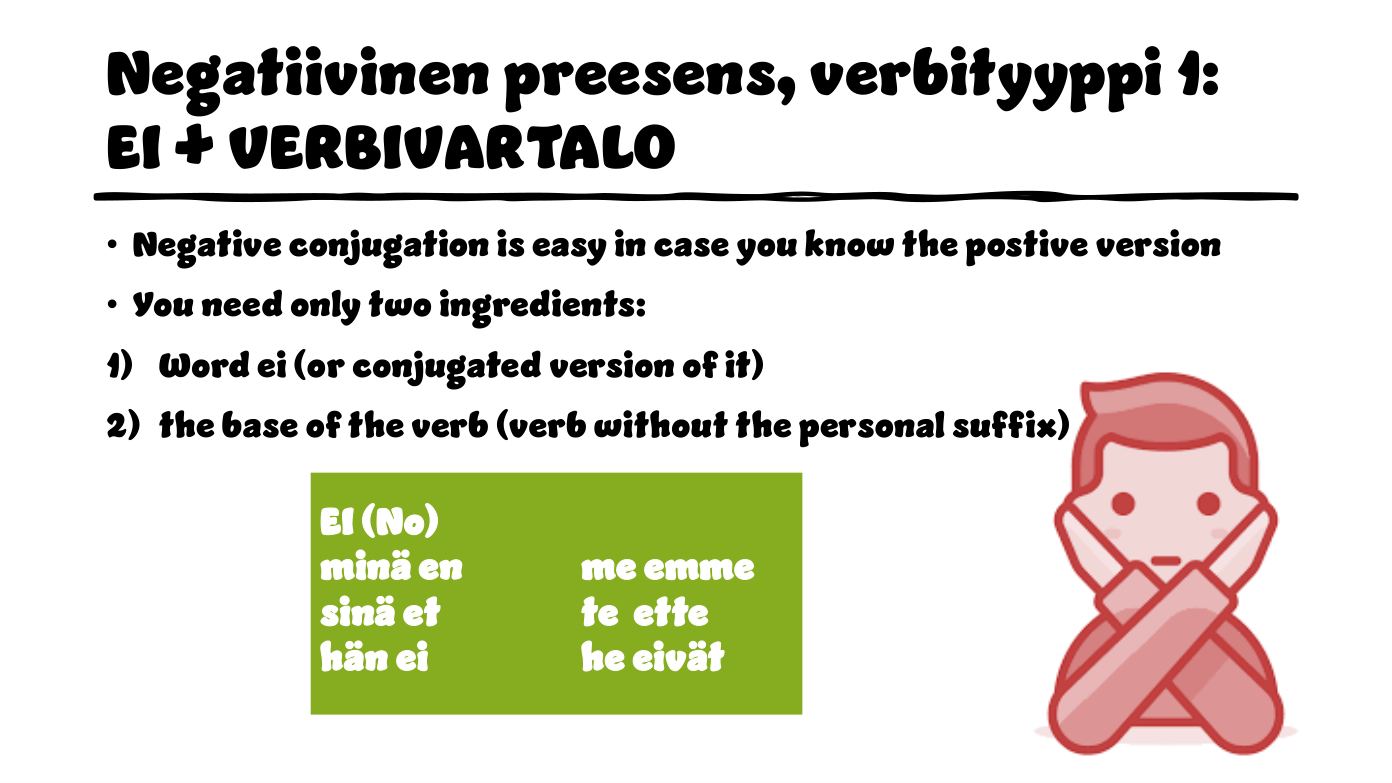 Negatiivinen preesens, verbityyppi 1:
EI + VERBIVARTALO
• Negative conjugation is easy in case you know the postive version
• You need only two ingredients:
1) Word ei (or conjugated version of it)
2) the base of the verb (verb without the personal suffix)
EI (No)
minä en me emme
sinä et te ette
hän ei he eivät